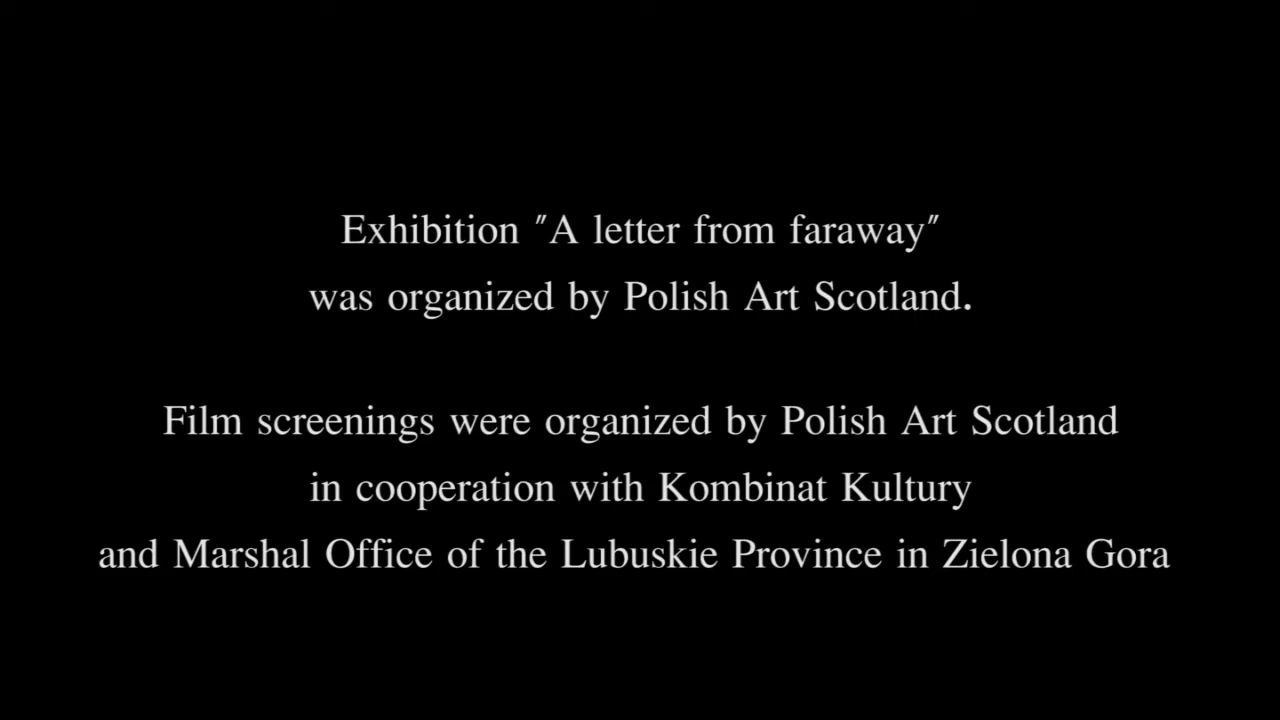 Exhibition "A letter from faraway"
was organized by Polish Art Scotland.
Film screenings were organized by Polish Art Scotland
in cooperation with Kombinat Kultury
and Marshal Office of the Lubuskie Province in Zielona Gora